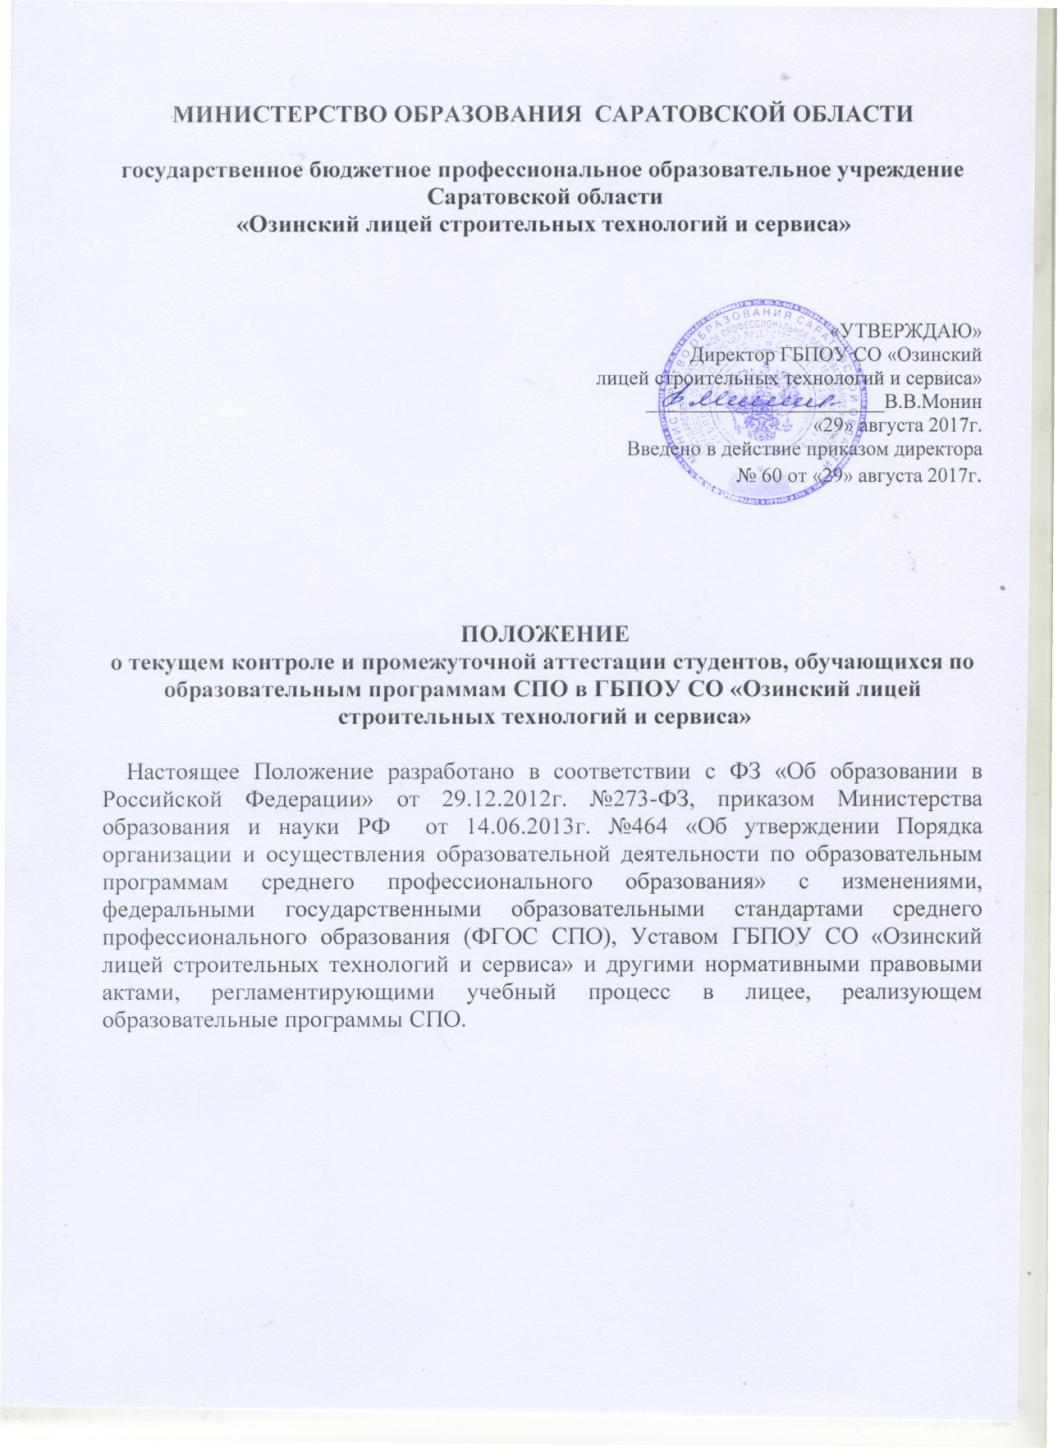 МИНИСТЕРСТВО ОБРАЗОВАНИЯ САРАТОВСКОЙ ОБЛАСТИ
государственное бюджетное профессиональное образовательное учреждение
Саратовской области
«Озинский лицей строительных технологий и сервиса»
«УТВЕРЖДАЮ»
Директор ГБПОУ СО «Озинский
лицей строительных технологий и сервиса»
В.В.Монин
«29» августа 2017г.
Введено в действие приказом директора
№ 60 от «29» августа 2017г.
ПОЛОЖЕНИЕ
о текущем контроле и промежуточной аттестации студентов, обучающихся по
образовательным программам СПО в ГБПОУ СО «Озинский лицей
строительных технологий и сервиса»
Настоящее Положение разработано в соответствии с ФЗ «Об образовании в
Российской Федерации» от 29.12.2012г. №273-ФЗ, приказом Министерства
образования и науки РФ от 14.06.2013г. №464 «Об утверждении Порядка
организации и осуществления образовательной деятельности по образовательным
программам среднего профессионального образования» с изменениями,
федеральными государственными образовательными стандартами среднего
профессионального образования (ФГОС СПО), Уставом ГБПОУ СО «Озинский
лицей строительных технологий и сервиса» и другими нормативными правовыми
актами, регламентирующими учебный процесс в лицее, реализующем
образовательные программы СПО.